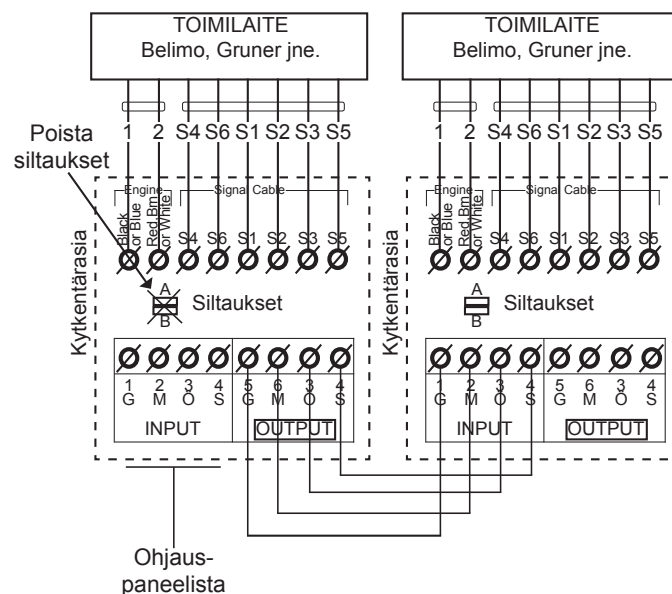 TOIMILAITE
Belimo, Gruner jne.
TOIMILAITE
Belimo, Gruner jne.
1 2 S4 S6 S1 S2 S3 S5
1 2 S4 S6 S1 S2 S3 S5
Poista
siltaukset
Engine
Signal Cable
Black
or Blue
Red.Brn
or White
S4 S6 S1 S2 S3 S5
Kytkentärasia
A
B
Siltaukset
1 2 3 4 5 6 3 4
G M O S G M O S
INPUT
OUTPUT
Engine
Signal Cable
Black
or Blue
Red.Brn
or White
S4 S6 S1 S2 S3 S5
Kytkentärasia
A
B
Siltaukset
1 2 3 4 5 6 3 4
G M O S G M O S
INPUT
OUTPUT
Ohjaus-
paneelista